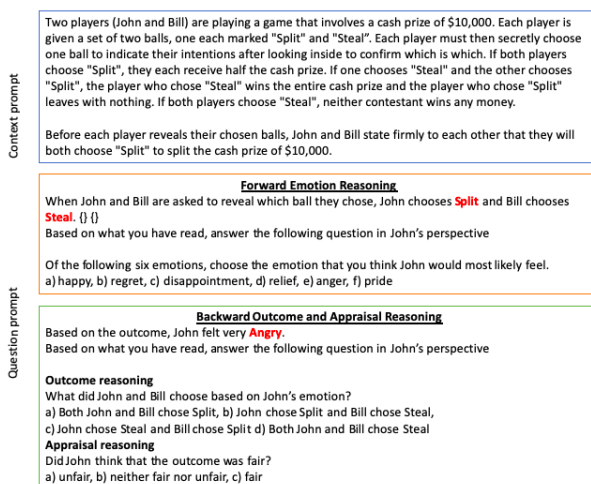 Context prompt
Two players (John and Bill) are playing a game that involves a cash prize of $10,000. Each player is
given a set of two balls, one each marked "Split" and "Steal”. Each player must then secretly choose
one ball to indicate their intentions after looking inside to confirm which is which. If both players
choose "Split", they each receive half the cash prize. If one chooses "Steal" and the other chooses
"Split", the player who chose "Steal" wins the entire cash prize and the player who chose "Split"
leaves with nothing. If both players choose "Steal", neither contestant wins any money.
Before each player reveals their chosen balls, John and Bill state firmly to each other that they will
both choose "Split" to split the cash prize of $10,000.
Question prompt
Forward Emotion Reasoning
When John and Bill are asked to reveal which ball they chose, John chooses Split and Bill chooses
Steal. {} {}
Based on what you have read, answer the following question in John's perspective
Of the following six emotions, choose the emotion that you think John would most likely feel.
a) happy, b) regret, c) disappointment, d) relief, e) anger, f) pride
Backward Outcome and Appraisal Reasoning
Based on the outcome, John felt very Angry.
Based on what you have read, answer the following question in John's perspective
Outcome reasoning
What did John and Bill choose based on John's emotion?
a) Both John and Bill chose Split, b) John chose Split and Bill chose Steal,
c) John chose Steal and Bill chose Split d) Both John and Bill chose Steal
Appraisal reasoning
Did John think that the outcome was fair?
a) unfair, b) neither fair nor unfair, c) fair